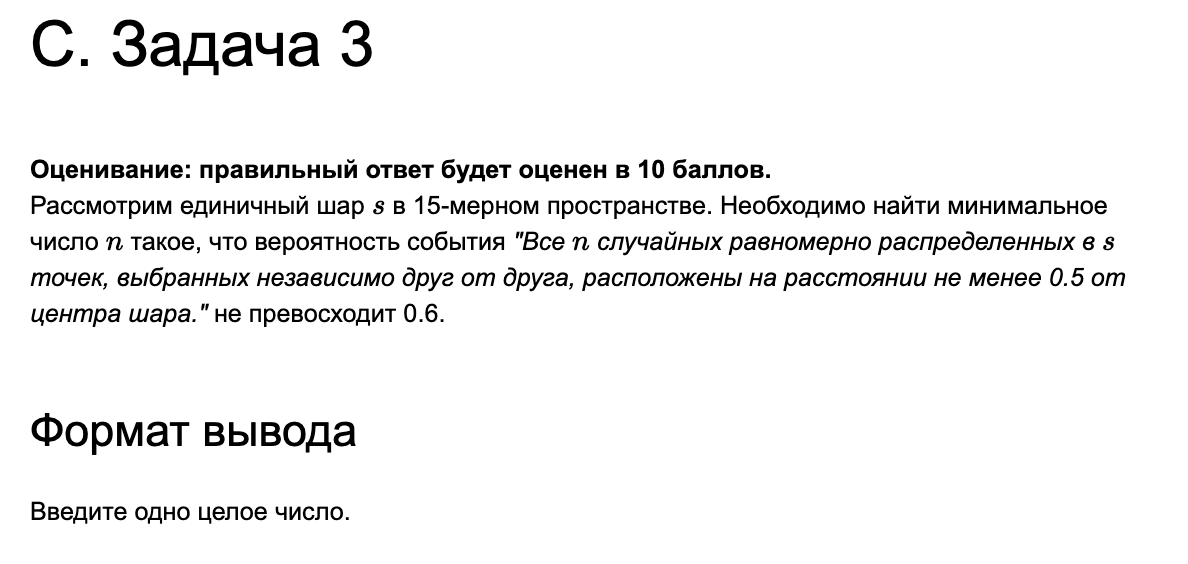 C. Задача 3
Оценивание: правильный ответ будет оценен в 10 баллов.
Рассмотрим единичный шар s в 15-мерном пространстве. Необходимо найти минимальное
число n такое, что вероятность события "Все n случайных равномерно распределенных в s
точек, выбранных независимо друг от друга, расположены на расстоянии не менее 0.5 от
центра шара." не превосходит 0.6.
Формат вывода
Введите одно целое число.